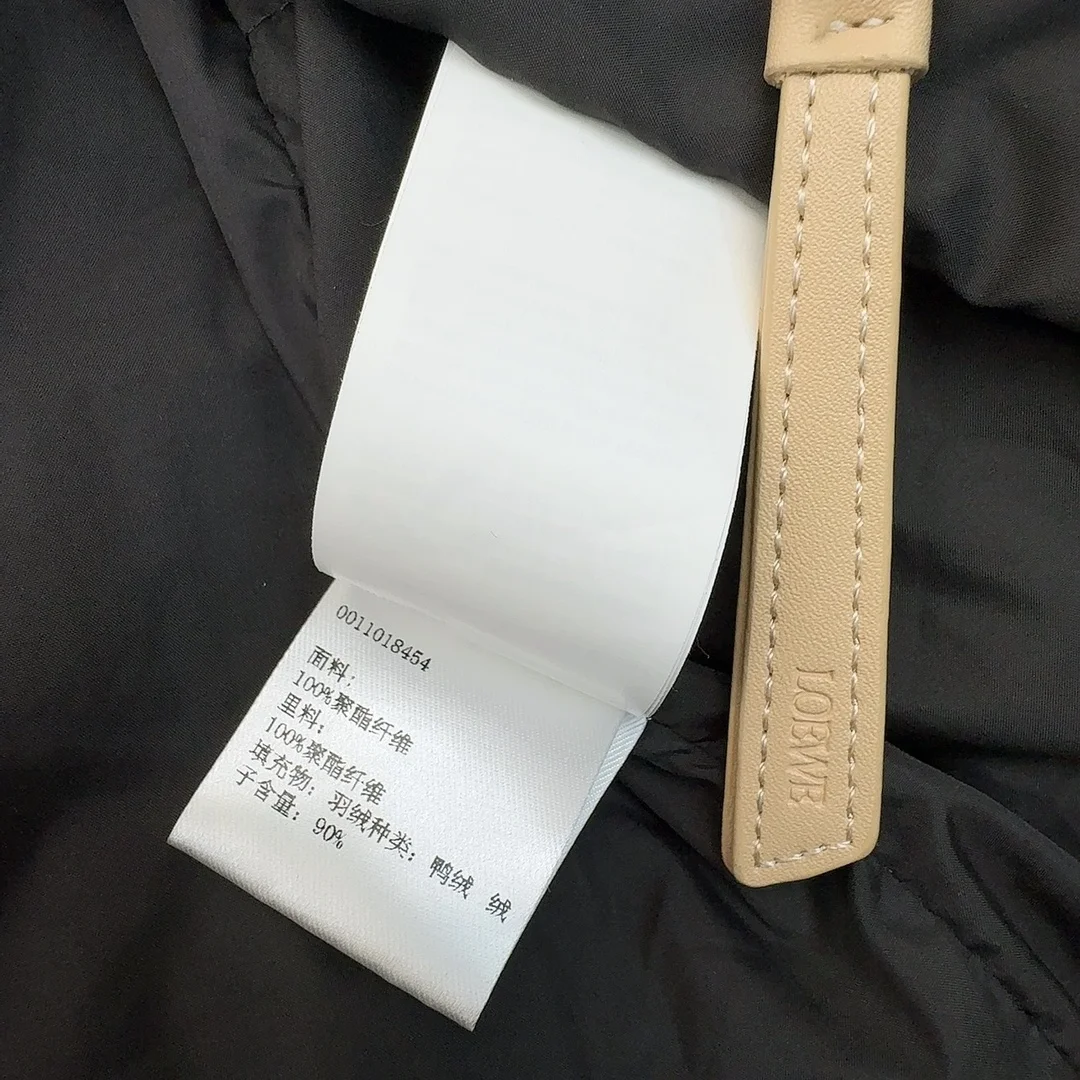 0011018454
面料:
100%聚酯纤维
里料:
100%聚酯纤维
填充物: 羽绒种类: 鸭绒 绒
子含量: 90%
LOEWE